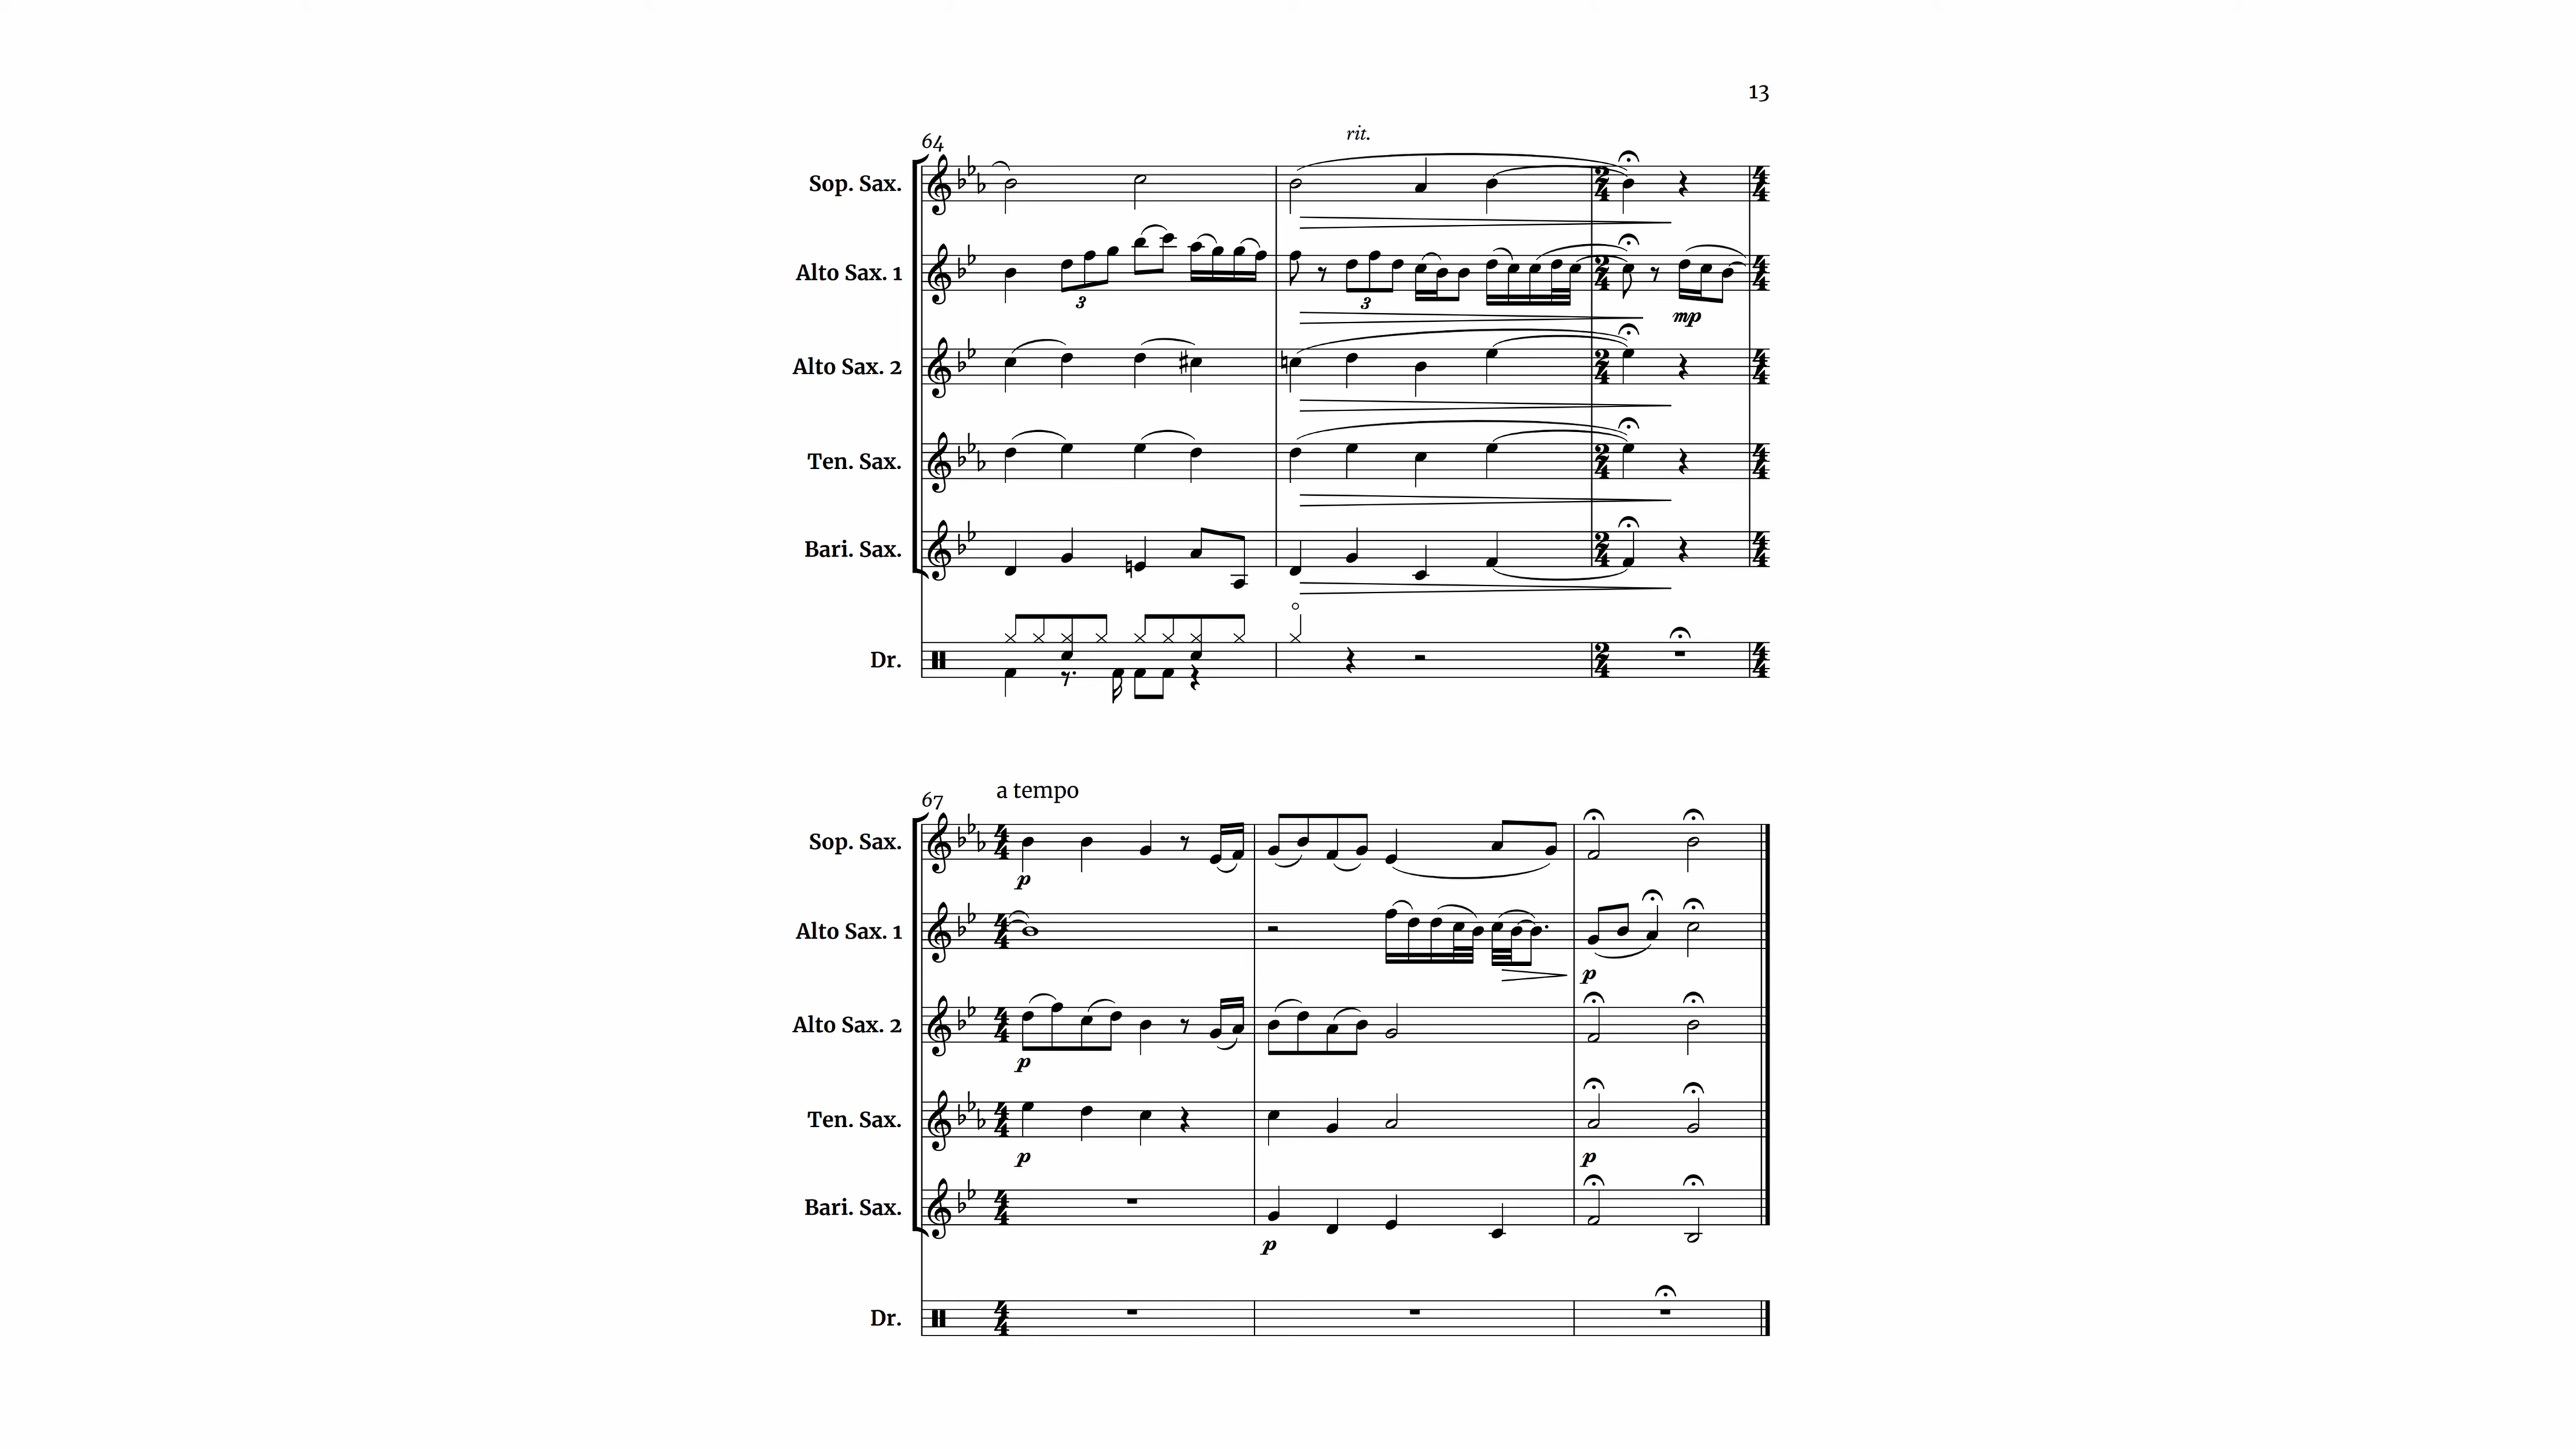 13
64
rit.
Sop. Sax.
Alto Sax. 1
3
3
mp
Alto Sax. 2
Ten. Sax.
Bari. Sax.
Dr.
67
a tempo
Sop. Sax.
p
Alto Sax. 1
p
Alto Sax. 2
p
Ten. Sax.
p
p
Bari. Sax.
p
Dr.